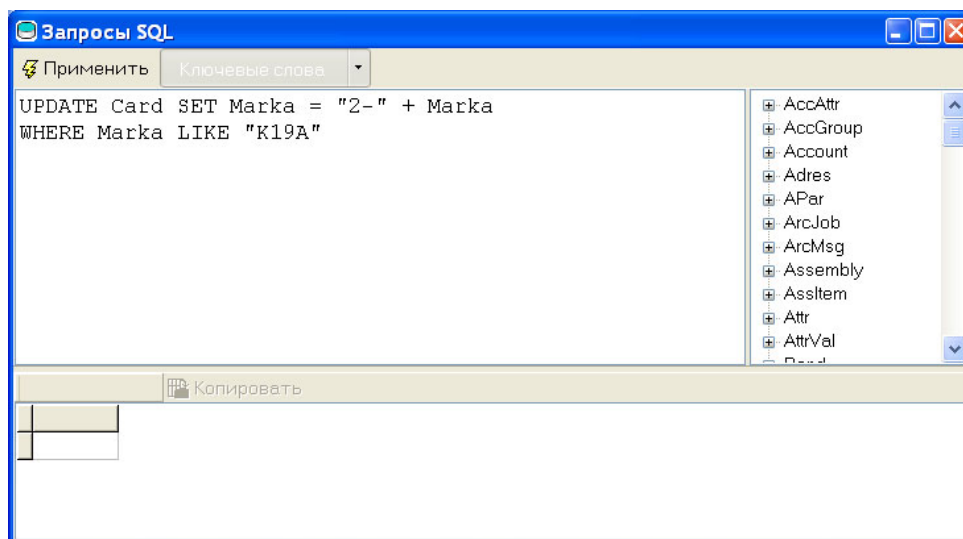 Запросы SQL
Применить
Ключевые слова
UPDATE Card SET Marka = "2-" + Marka
WHERE Marka LIKE "K19A"
AccAttr
AccGroup
Account
Adres
APar
ArcJob
ArcMsg
Assembly
AssItem
Attr
AttrVal
Копировать